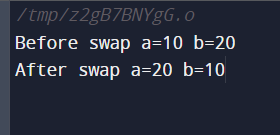 /tmp/z2gB7BNYgG.o
Before swap a=10 b=20
After swap a=20 b=10